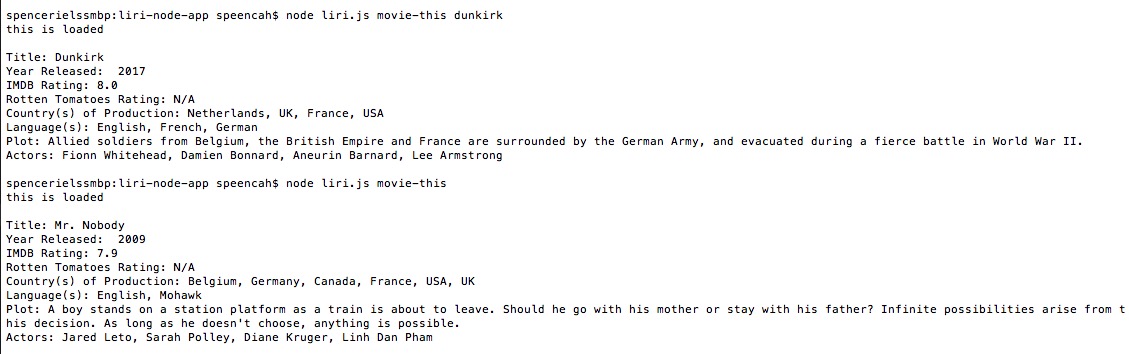 spencerielssmbp:liri-node-app speencah$ node liri.js movie-this dunkirk
this is loaded
Title: Dunkirk
Year Released:  2017
IMDB Rating: 8.0
Rotten Tomatoes Rating: N/A
Country(s) of Production: Netherlands, UK, France, USA
Language(s): English, French, German
Plot: Allied soldiers from Belgium, the British Empire and France are surrounded by the German Army, and evacuated during a fierce battle in World War II.
Actors: Fionn Whitehead, Damien Bonnard, Aneurin Barnard, Lee Armstrong
spencerielssmbp:liri-node-app speencah$ node liri.js movie-this
this is loaded
Title: Mr. Nobody
Year Released:  2009
IMDB Rating: 7.9
Rotten Tomatoes Rating: N/A
Country(s) of Production: Belgium, Germany, Canada, France, USA, UK
Language(s): English, Mohawk
Plot: A boy stands on a station platform as a train is about to leave. Should he go with his mother or stay with his father? Infinite possibilities arise from t
his decision. As long as he doesn't choose, anything is possible.
Actors: Jared Leto, Sarah Polley, Diane Kruger, Linh Dan Pham